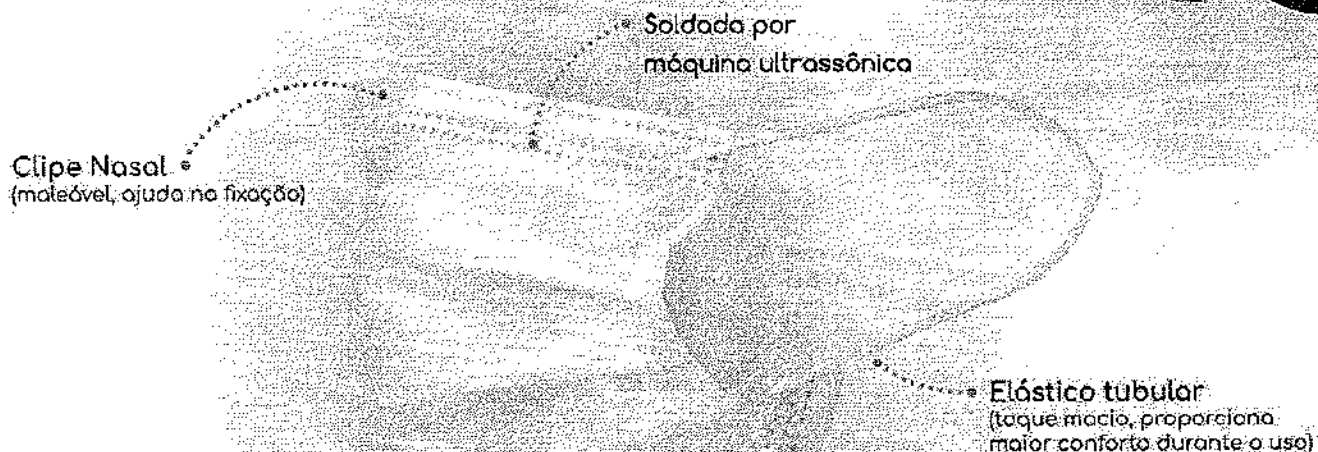 Soldada por
máquina ultrassônica
Clipe Nasal
(maleável, ajuda na fixação)
Elástico tubular
(toque macio, proporciona
maior conforto durante o uso)